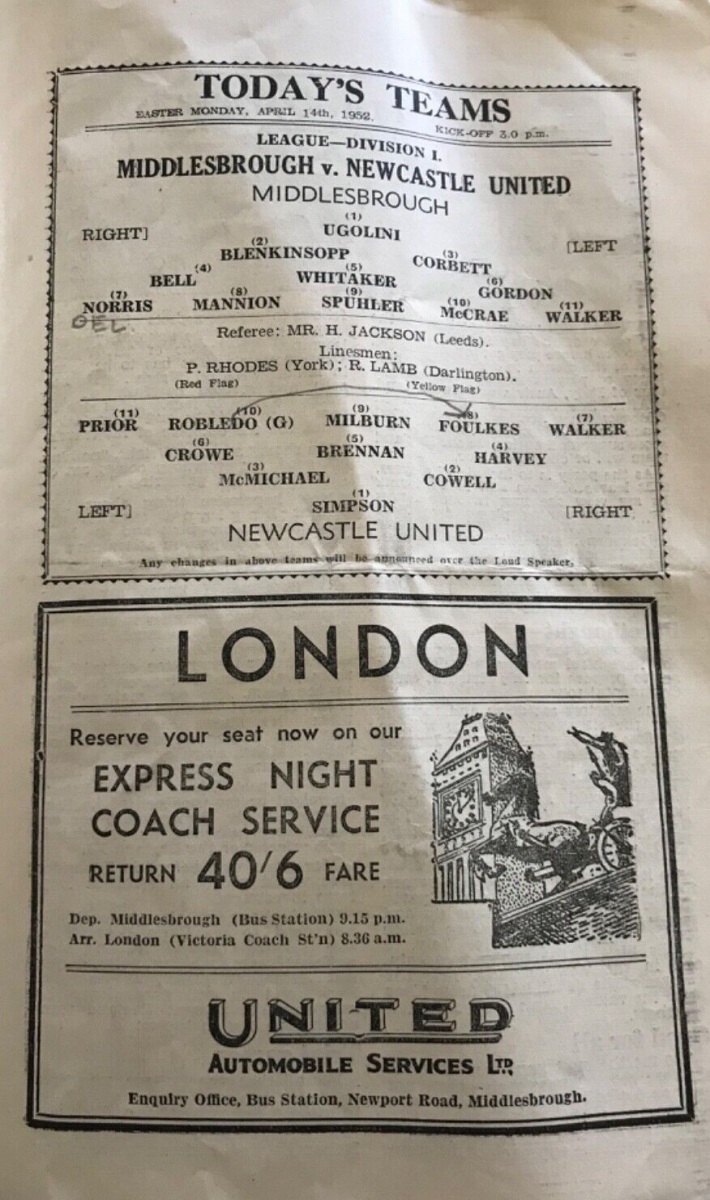 TODAY'S TEAMS
EASTER MONDAY, APRIL 14th, 1952. KICK-OFF 3.0 p.m.
LEAGUE—DIVISION I.
MIDDLESBROUGH v. NEWCASTLE UNITED
MIDDLESBROUGH
(1)
RIGHT] UGOLINI [LEFT
(2) (3)
BLENKINSOPP CORBETT
(4) (5) (6)
BELL WHITAKER GORDON
(7) (8) (9) (10) (11)
NORRIS MANNION SPUHLER McCRAE WALKER
Referee: MR. H. JACKSON (Leeds).
Linesmen:
P. RHODES (York); R. LAMB (Darlington).
(Red Flag) (Yellow Flag)
(11) (10) (9) (8) (7)
PRIOR ROBLEDO (G) MILBURN FOULKES WALKER
(6) (5) (4)
CROWE BRENNAN HARVEY
(3) (2)
McMICHAEL COWELL
(1)
LEFT] SIMPSON [RIGHT
NEWCASTLE UNITED
Any changes in above teams will be announced over the Loud Speaker.
LONDON
Reserve your seat now on our
EXPRESS NIGHT
COACH SERVICE
RETURN 40/6 FARE
Dep. Middlesbrough (Bus Station) 9.15 p.m.
Arr. London (Victoria Coach St'n) 8.36 a.m.
UNITED
AUTOMOBILE SERVICES LTD.
Enquiry Office, Bus Station, Newport Road, Middlesbrough.